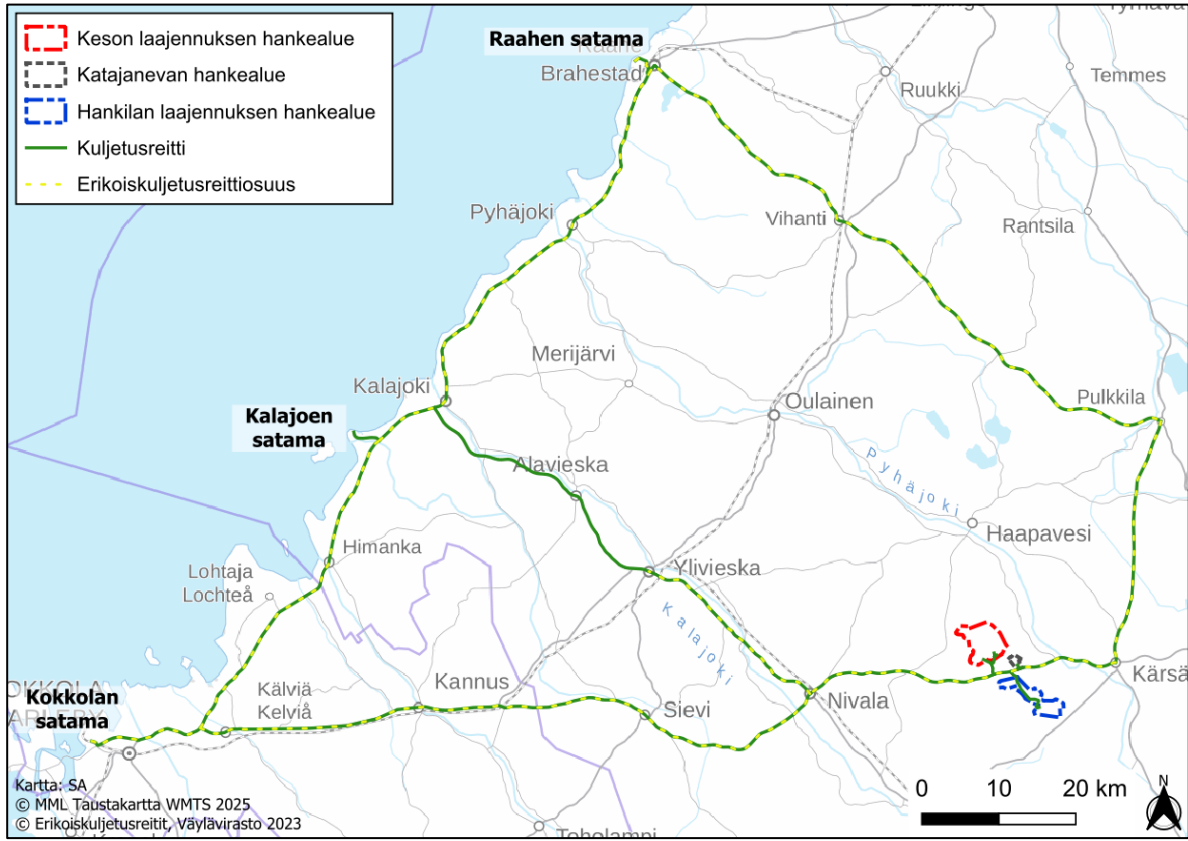 Keson laajennuksen hankealue
Katajanevan hankealue
Hankilan laajennuksen hankealue
Kuljetusreitti
Erikoiskuljetusreittiosuus
Raahen satama
Brahestad
Ruukki
Temmes
Pyhäjoki
Vihanti
Rantsila
Merijärvi
Kalajoki
Oulainen
Pulkkila
Kalajoen
satama
Alavieska
Pyhäjoki
Haapavesi
Himanka
Ylivieska
Lohtaja
Lochteå
Kalajoki
Kälviä
Kelviå
Kannus
Kärsä
Kokkolan
satama
Sievi
Nivala
Kartta: SA
© MML Taustakartta WMTS 2025
© Erikoiskuljetusreitit, Väylävirasto 2023
0 10 20 km
N